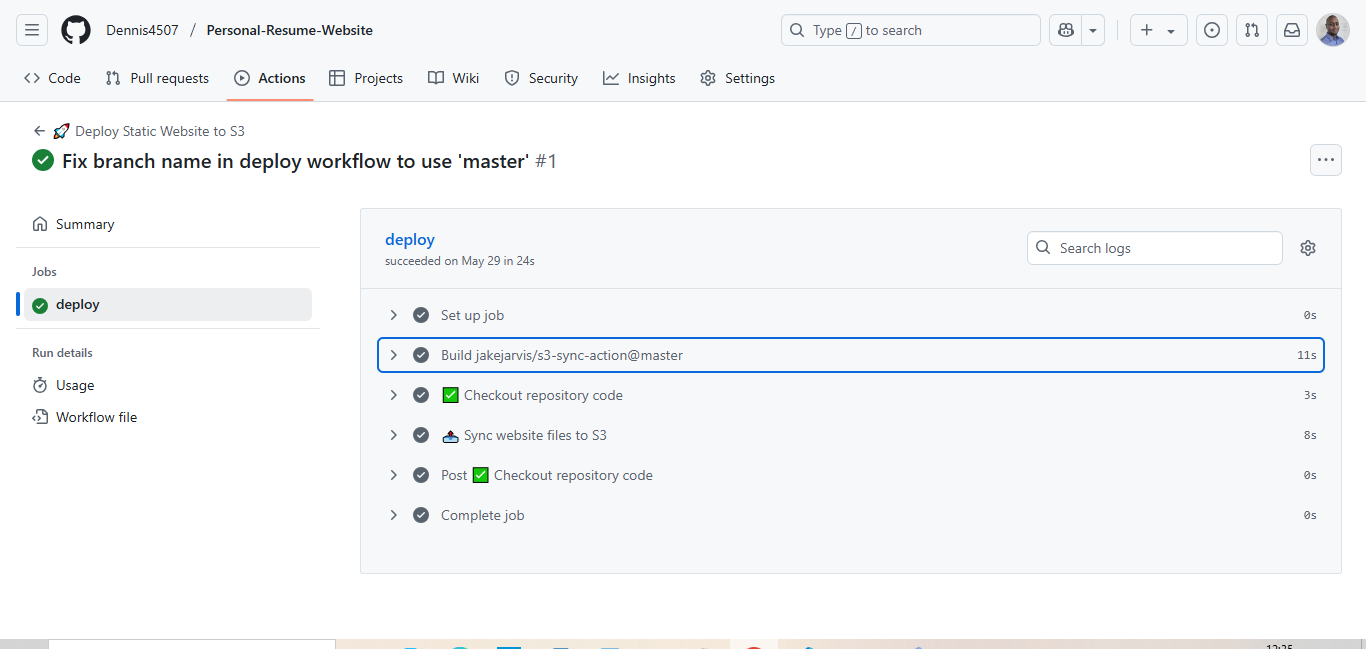 Dennis4507 / Personal-Resume-Website
Type / to search
Code
Pull requests
Actions
Projects
Wiki
Security
Insights
Settings
Deploy Static Website to S3
Fix branch name in deploy workflow to use 'master' #1
Summary
Jobs
deploy
Run details
Usage
Workflow file
deploy
succeeded on May 29 in 24s
Search logs
Set up job 0s
Build jakejarvis/s3-sync-action@master 11s
Checkout repository code 3s
Sync website files to S3 8s
Post Checkout repository code 0s
Complete job 0s